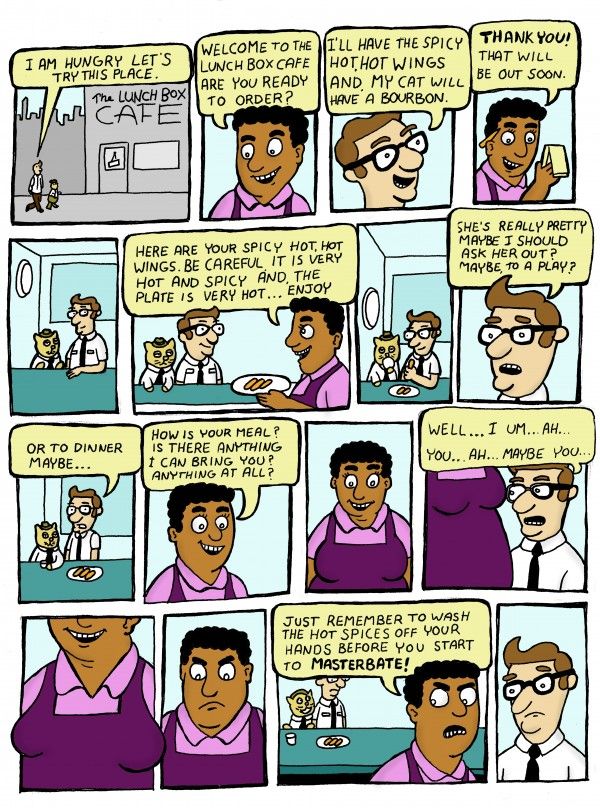 I AM HUNGRY LET'S
TRY THIS PLACE.
THE LUNCH BOX
CAFE
WELCOME TO THE
LUNCH BOX CAFE
ARE YOU READY
TO ORDER?
I'LL HAVE THE SPICY
HOT, HOT WINGS
AND, MY CAT WILL
HAVE A BOURBON.
THANK YOU!
THAT WILL
BE OUT SOON.
HERE ARE YOUR SPICY HOT, HOT
WINGS. BE CAREFUL IT IS VERY
HOT AND SPICY AND, THE
PLATE IS VERY HOT... ENJOY
SHE'S REALLY PRETTY
MAYBE I SHOULD
ASK HER OUT?
MAYBE, TO A PLAY?
OR TO DINNER
MAYBE...
HOW IS YOUR MEAL?
IS THERE ANYTHING
I CAN BRING YOU?
ANYTHING AT ALL?
WELL... I UM... AH...
YOU... AH... MAYBE YOU...
JUST REMEMBER TO WASH
THE HOT SPICES OFF YOUR
HANDS BEFORE YOU START
TO MASTERBATE!